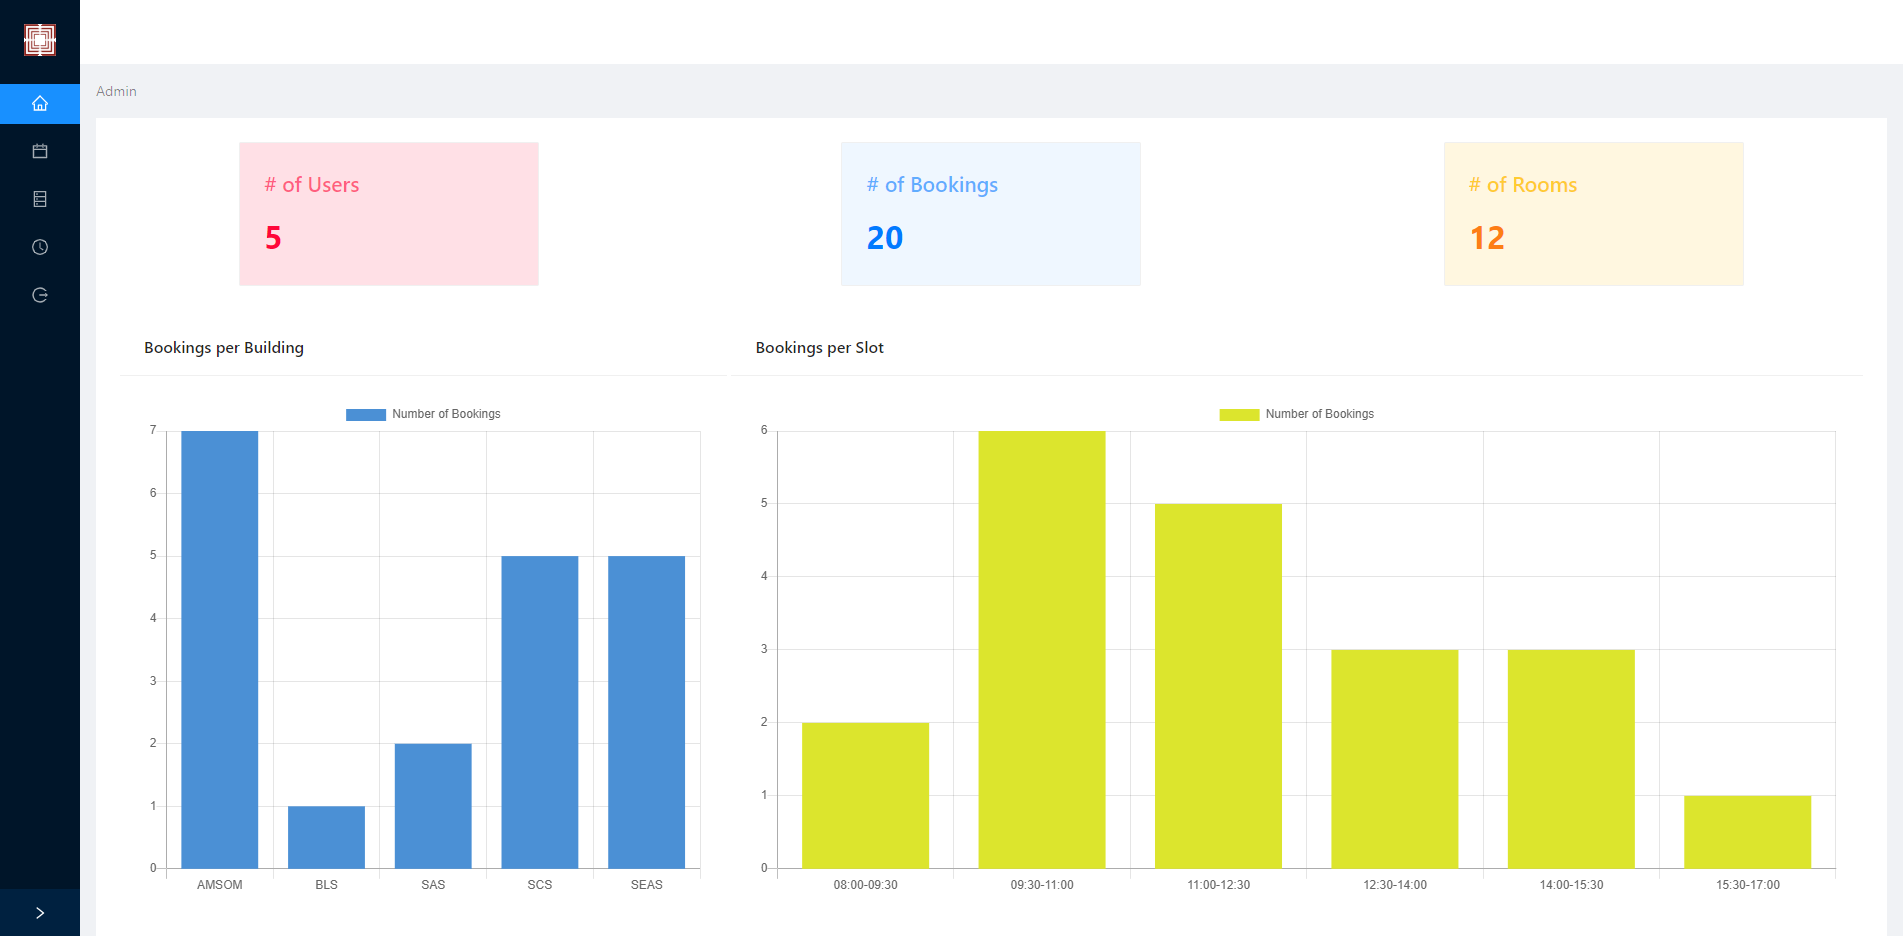 Admin
# of Users
5
# of Bookings
20
# of Rooms
12
Bookings per Building
Number of Bookings
7
6
5
4
3
2
1
0
AMSOM BLS SAS SCS SEAS
Bookings per Slot
Number of Bookings
6
5
4
3
2
1
0
08:00-09:30 09:30-11:00 11:00-12:30 12:30-14:00 14:00-15:30 15:30-17:00